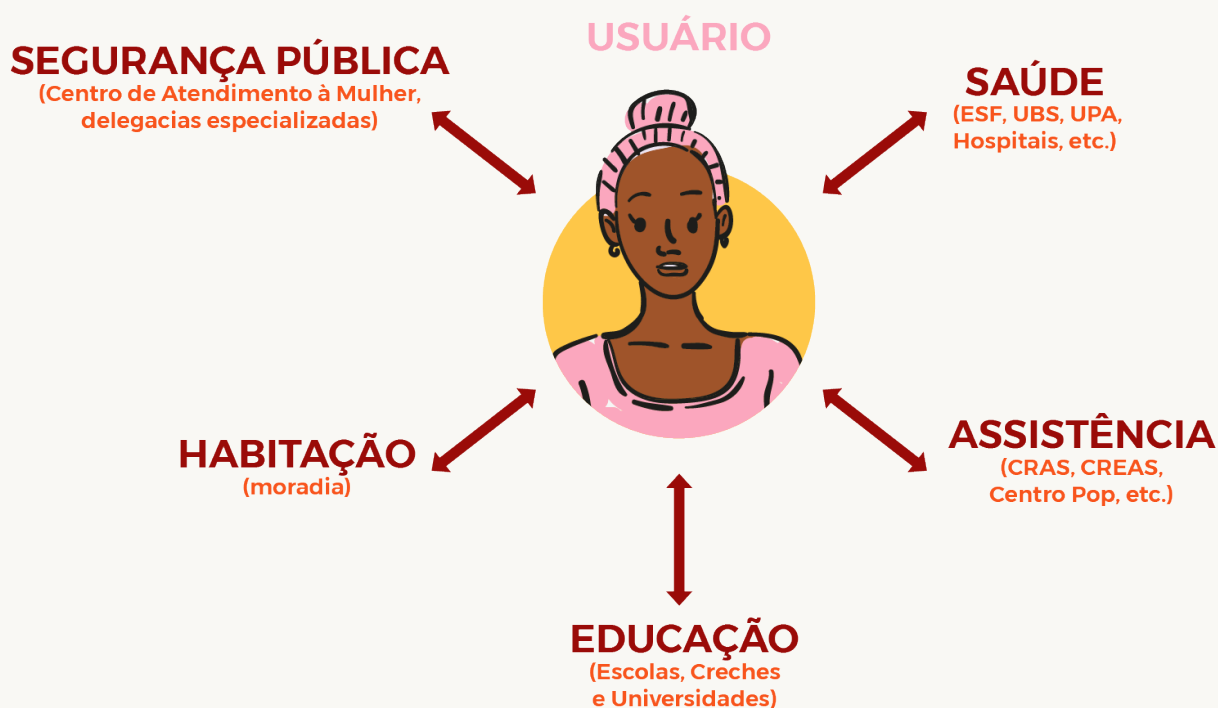 USUÁRIO
SEGURANÇA PÚBLICA
(Centro de Atendimento à Mulher,
delegacias especializadas)
SAÚDE
(ESF, UBS, UPA,
Hospitais, etc.)
HABITAÇÃO
(moradia)
ASSISTÊNCIA
(CRAS, CREAS,
Centro Pop, etc.)
EDUCAÇÃO
(Escolas, Creches
e Universidades)